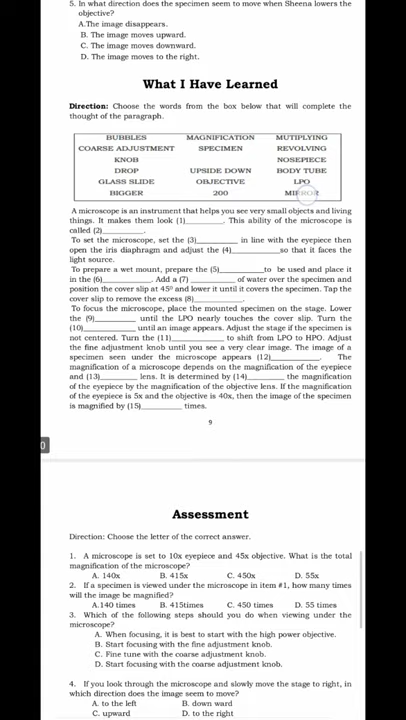 5. In what direction does the specimen seem to move when Sheena lowers the
objective?
A.The image disappears.
B. The image moves upward.
C. The image moves downward.
D. The image moves to the right.
What I Have Learned
Direction: Choose the words from the box below that will complete the
thought of the paragraph.
BUBBLES MAGNIFICATION MUTIPLYING
COARSE ADJUSTMENT SPECIMEN REVOLVING
KNOB NOSEPIECE
DROP UPSIDE DOWN BODY TUBE
GLASS SLIDE OBJECTIVE LPO
BIGGER 200 MIRROR
A microscope is an instrument that helps you see very small objects and living
things. It makes them look (1)_________. This ability of the microscope is
called (2)__________.
To set the microscope, set the (3)__________ in line with the eyepiece then
open the iris diaphragm and adjust the (4)____________so that it faces the
light source.
To prepare a wet mount, prepare the (5)___________to be used and place it
in the (6)__________. Add a (7) ___________ of water over the specimen and
position the cover slip at 45⁰ and lower it until it covers the specimen. Tap the
cover slip to remove the excess (8)____________.
To focus the microscope, place the mounted specimen on the stage. Lower
the (9)__________ until the LPO nearly touches the cover slip. Turn the
(10)__________ until an image appears. Adjust the stage if the specimen is
not centered. Turn the (11)____________ to shift from LPO to HPO. Adjust
the fine adjustment knob until you see a very clear image. The image of a
specimen seen under the microscope appears (12)____________. The
magnification of a microscope depends on the magnification of the eyepiece
and (13)__________ lens. It is determined by (14)_________ the magnification
of the eyepiece by the magnification of the objective lens. If the magnification
of the eyepiece is 5x and the objective is 40x, then the image of the specimen
is magnified by (15)__________ times.
9
0
Assessment
Direction: Choose the letter of the correct answer.
1. A microscope is set to 10x eyepiece and 45x objective. What is the total
magnification of the microscope?
A. 140x B. 415x C. 450x D. 55x
2. If a specimen is viewed under the microscope in item #1, how many times
will the image be magnified?
A.140 times B. 415times C. 450 times D. 55 times
3. Which of the following steps should you do when viewing under the
microscope?
A. When focusing, it is best to start with the high power objective.
B. Start focusing with the fine adjustment knob.
C. Fine tune with the coarse adjustment knob.
D. Start focusing with the coarse adjustment knob.
4. If you look through the microscope and slowly move the stage to right, in
which direction does the image seem to move?
A. to the left B. down ward
C. upward D. to the right